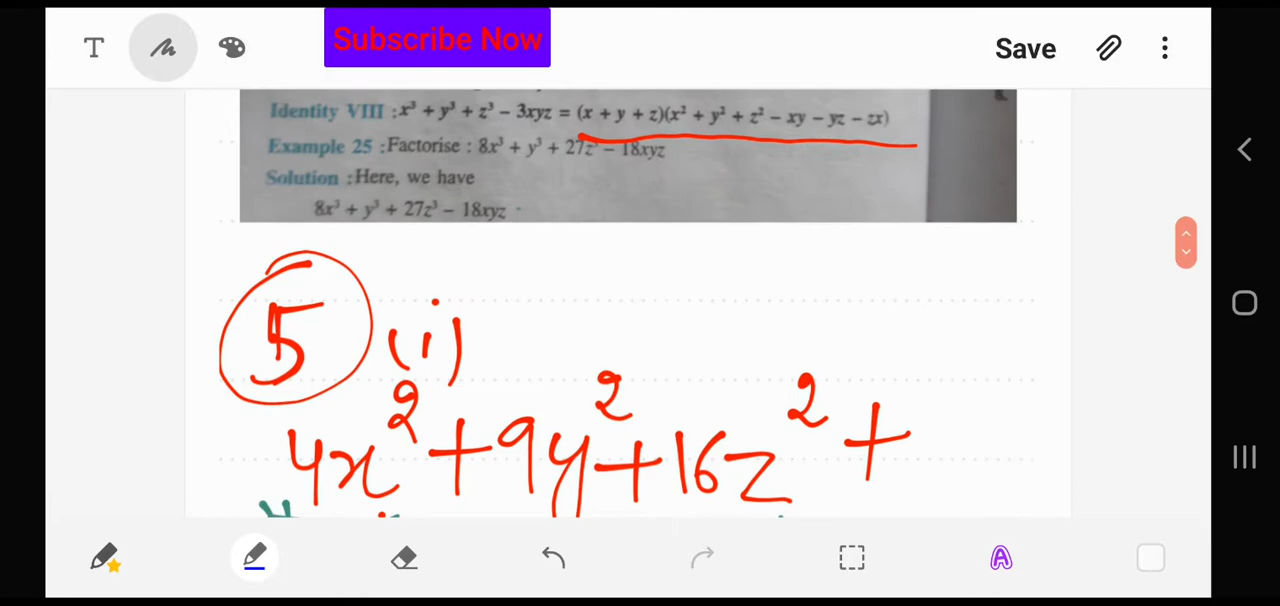 T Subscribe Now Save
Identity VIII : x³ + y³ + z³ – 3xyz = (x + y + z)(x² + y² + z² – xy – yz – zx)
Example 25 : Factorise : 8x³ + y³ + 27z³ – 18xyz
Solution : Here, we have
8x³ + y³ + 27z³ – 18xyz
5 (i)
4x² + 9y² + 16z² +
A